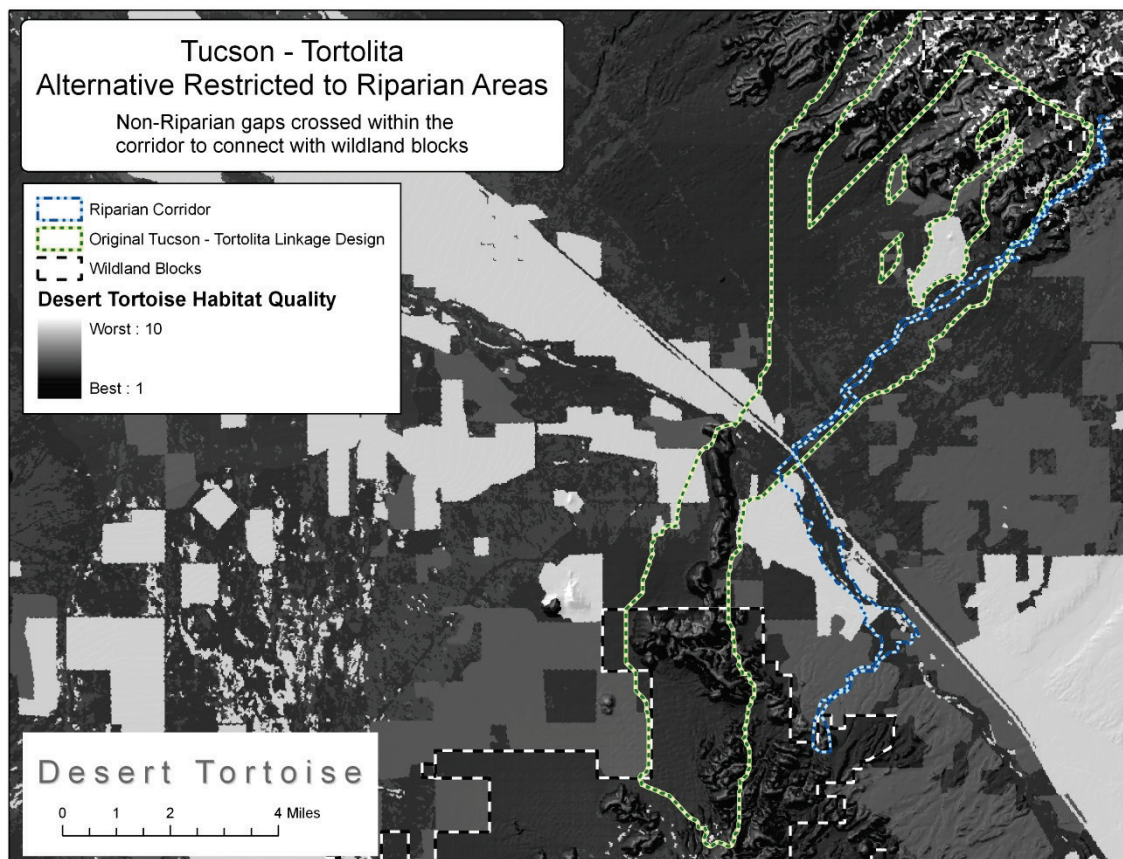 Tucson - Tortolita
Alternative Restricted to Riparian Areas
Non-Riparian gaps crossed within the
corridor to connect with wildland blocks
Riparian Corridor
Original Tucson - Tortolita Linkage Design
Wildland Blocks
Desert Tortoise Habitat Quality
Worst : 10
Best : 1
Desert Tortoise
0 1 2 4 Miles